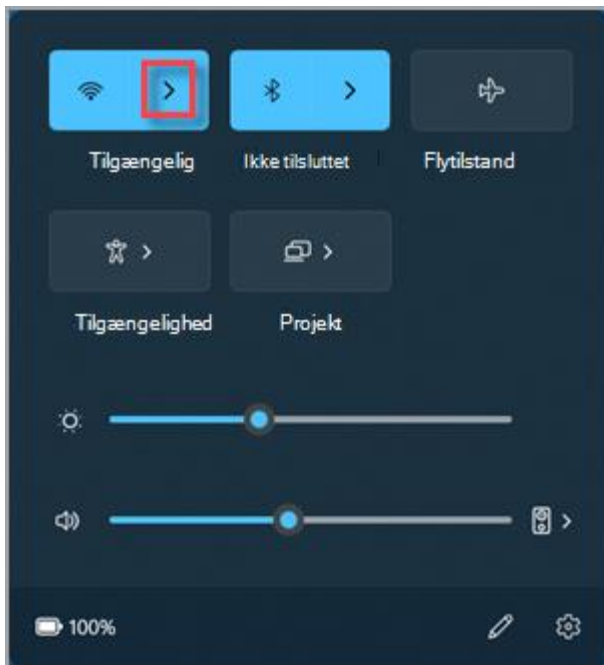 Tilgængelig
Ikke tilsluttet
Flytilstand
Tilgængelighed
Projekt
100%